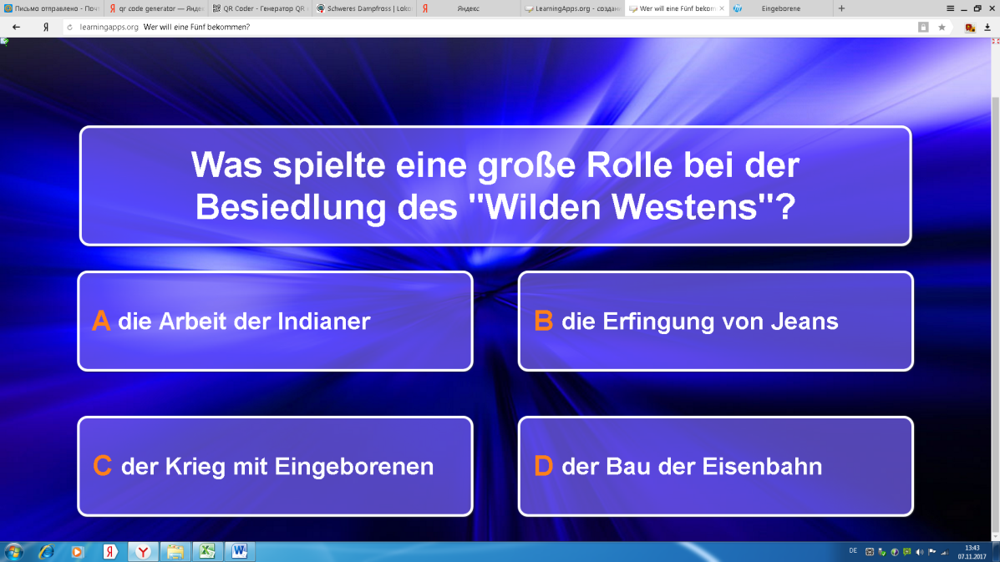 Письмо отправлено - Поч
qr code generator — Яндек
QR Coder - Генератор QR
Schweres Dampfross | Loko
Яндекс
LearningApps.org - создан
Wer will eine Fünf bekom
Eingeborene
learningapps.org Wer will eine Fünf bekommen?
Was spielte eine große Rolle bei der
Besiedlung des "Wilden Westens"?
A die Arbeit der Indianer
B die Erfingung von Jeans
C der Krieg mit Eingeborenen
D der Bau der Eisenbahn
DE
13:43
07.11.2017